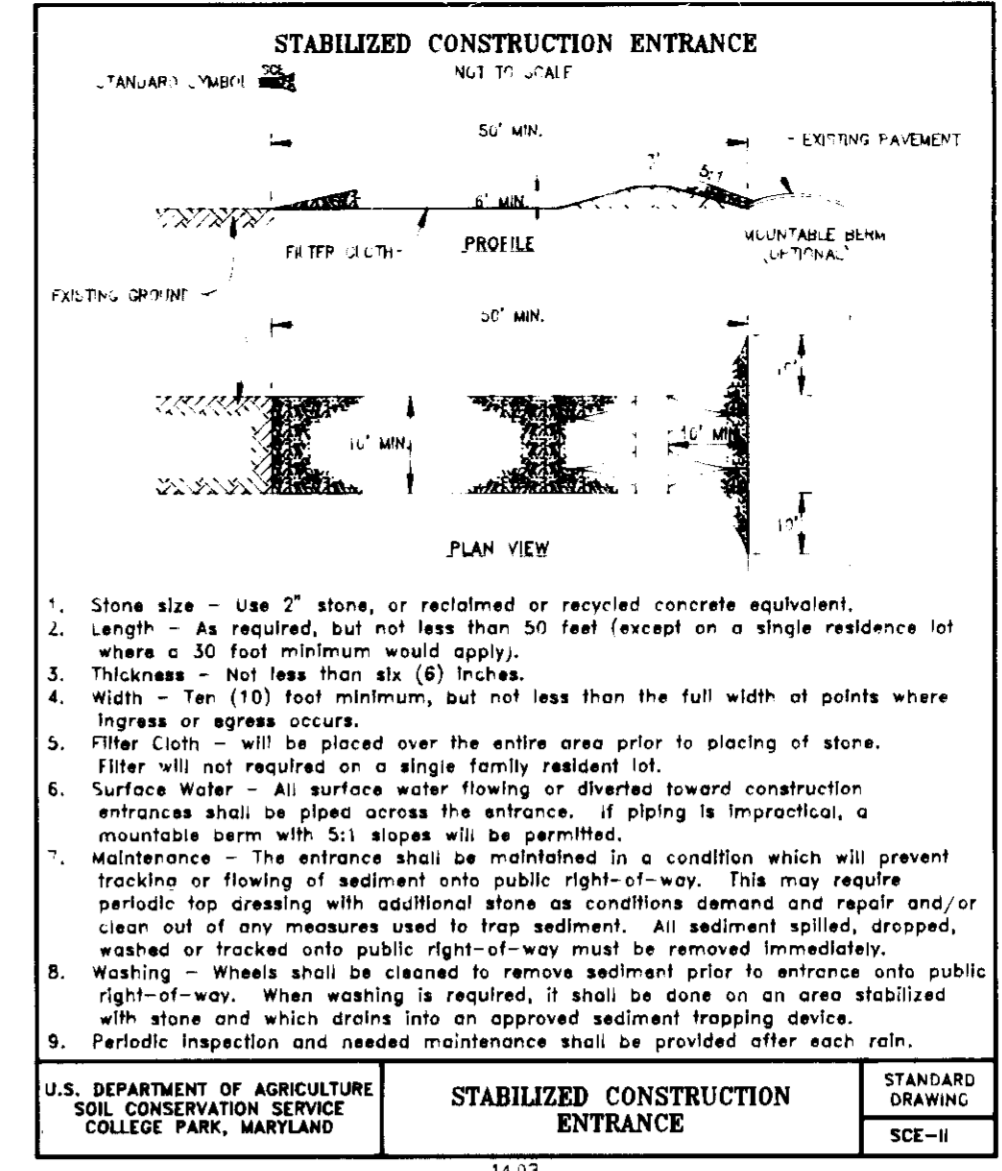 STABILIZED CONSTRUCTION ENTRANCE
NOT TO SCALE
SCE
50' MIN.
EXISTING PAVEMENT
5:1
6' MIN.
PROFILE
FILTER CLOTH
MOUNTABLE BERM
(OPTIONAL)
EXISTING GROUND
50' MIN.
10'
10' MIN.
10' MIN.
10'
PLAN VIEW
1. Stone size - Use 2" stone, or reclaimed or recycled concrete equivalent.
2. Length - As required, but not less than 50 feet (except on a single residence lot
where a 30 foot minimum would apply).
3. Thickness - Not less than six (6) inches.
4. Width - Ten (10) foot minimum, but not less than the full width at points where
ingress or egress occurs.
5. Filter Cloth - will be placed over the entire area prior to placing of stone.
Filter will not required on a single family resident lot.
6. Surface Water - All surface water flowing or diverted toward construction
entrances shall be piped across the entrance. If piping is impractical, a
mountable berm with 5:1 slopes will be permitted.
7. Maintenance - The entrance shall be maintained in a condition which will prevent
tracking or flowing of sediment onto public right-of-way. This may require
periodic top dressing with additional stone as conditions demand and repair and/or
clean out of any measures used to trap sediment. All sediment spilled, dropped,
washed or tracked onto public right-of-way must be removed immediately.
8. Washing - Wheels shall be cleaned to remove sediment prior to entrance onto public
right-of-way. When washing is required, it shall be done on an area stabilized
with stone and which drains into an approved sediment trapping device.
9. Periodic inspection and needed maintenance shall be provided after each rain.
U.S. DEPARTMENT OF AGRICULTURE
SOIL CONSERVATION SERVICE
COLLEGE PARK, MARYLAND
STABILIZED CONSTRUCTION
ENTRANCE
STANDARD
DRAWING
SCE-II